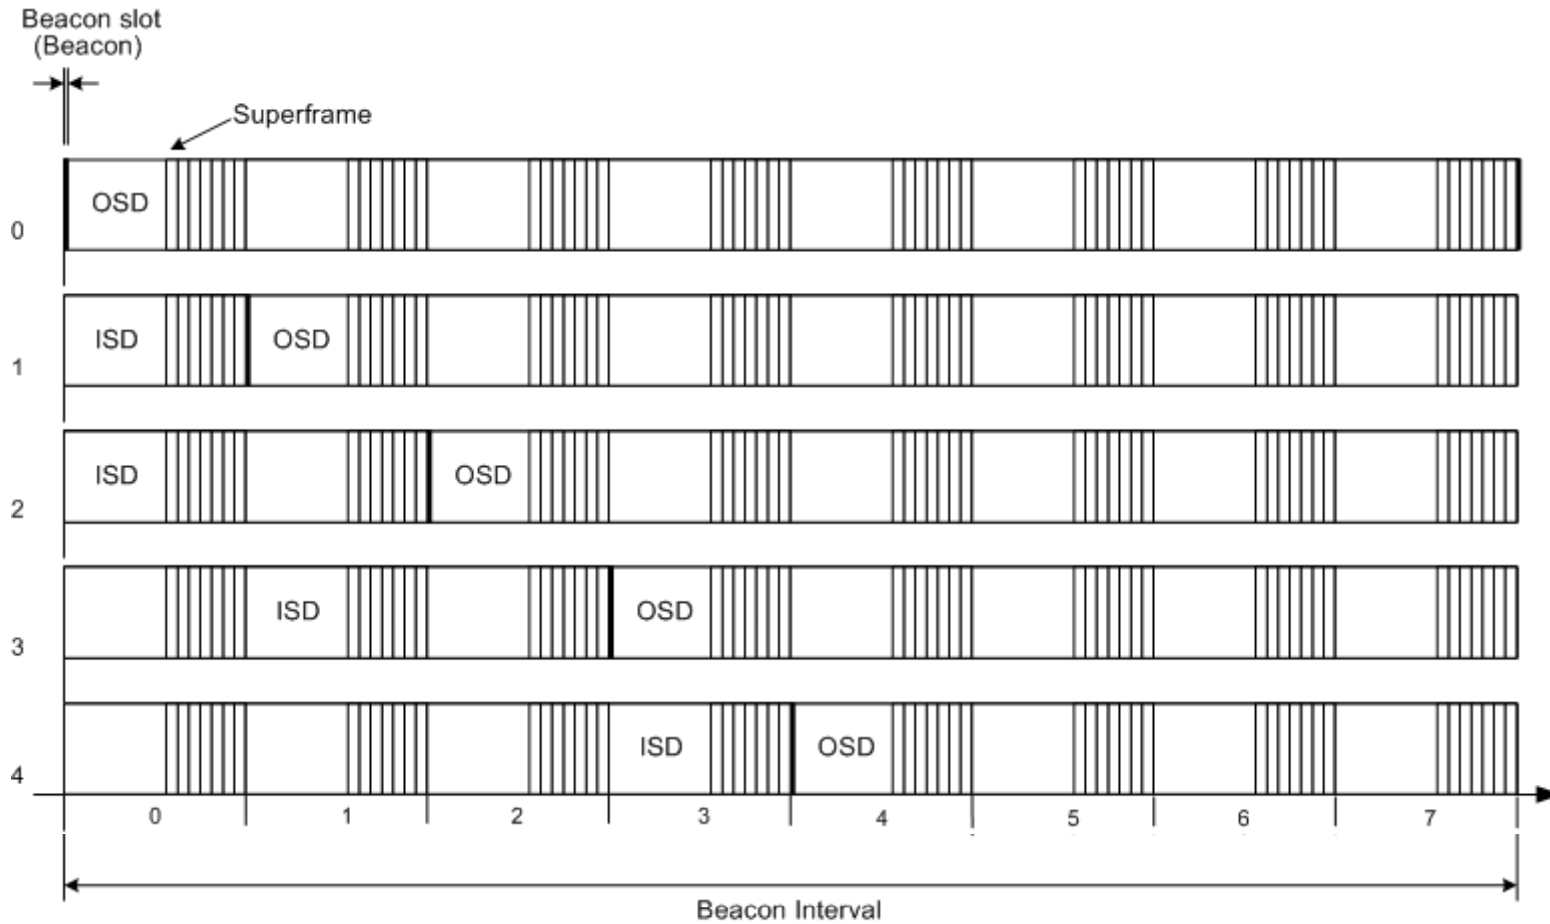 Beacon slot
(Beacon)
Superframe
OSD
0
ISD OSD
1
ISD OSD
2
ISD OSD
3
ISD OSD
4
0 1 2 3 4 5 6 7
Beacon Interval